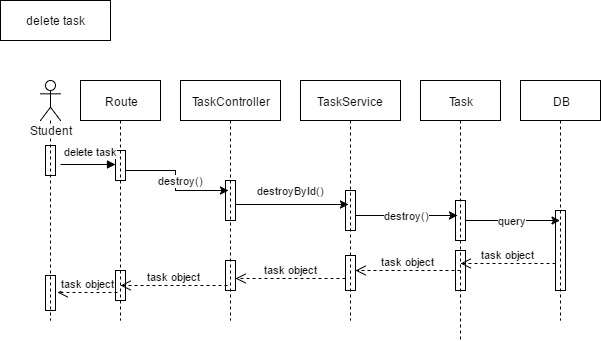 delete task
Route
TaskController
TaskService
Task
DB
Student
delete task
destroy()
destroyById()
destroy()
query
task object
task object
task object
task object
task object